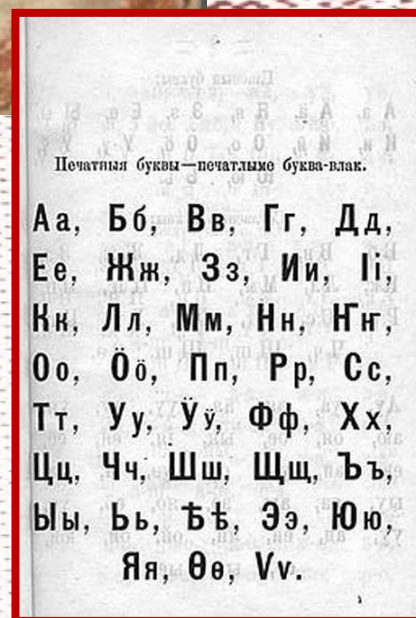 Печатныя буквы—печатлыме буква-влак.
Аа, Бб, Вв, Гг, Дд,
Ее, Жж, Зз, Ии, Іі,
Кк, Лл, Мм, Нн, Ҥҥ,
Оо, Ӧӧ, Пп, Рр, Сс,
Тт, Уу, Ӱӱ, Фф, Хх,
Цц, Чч, Шш, Щщ, Ъъ,
Ыы, Ьь, Ѣѣ, Ээ, Юю,
Яя, Ѳѳ, Ѵѵ.